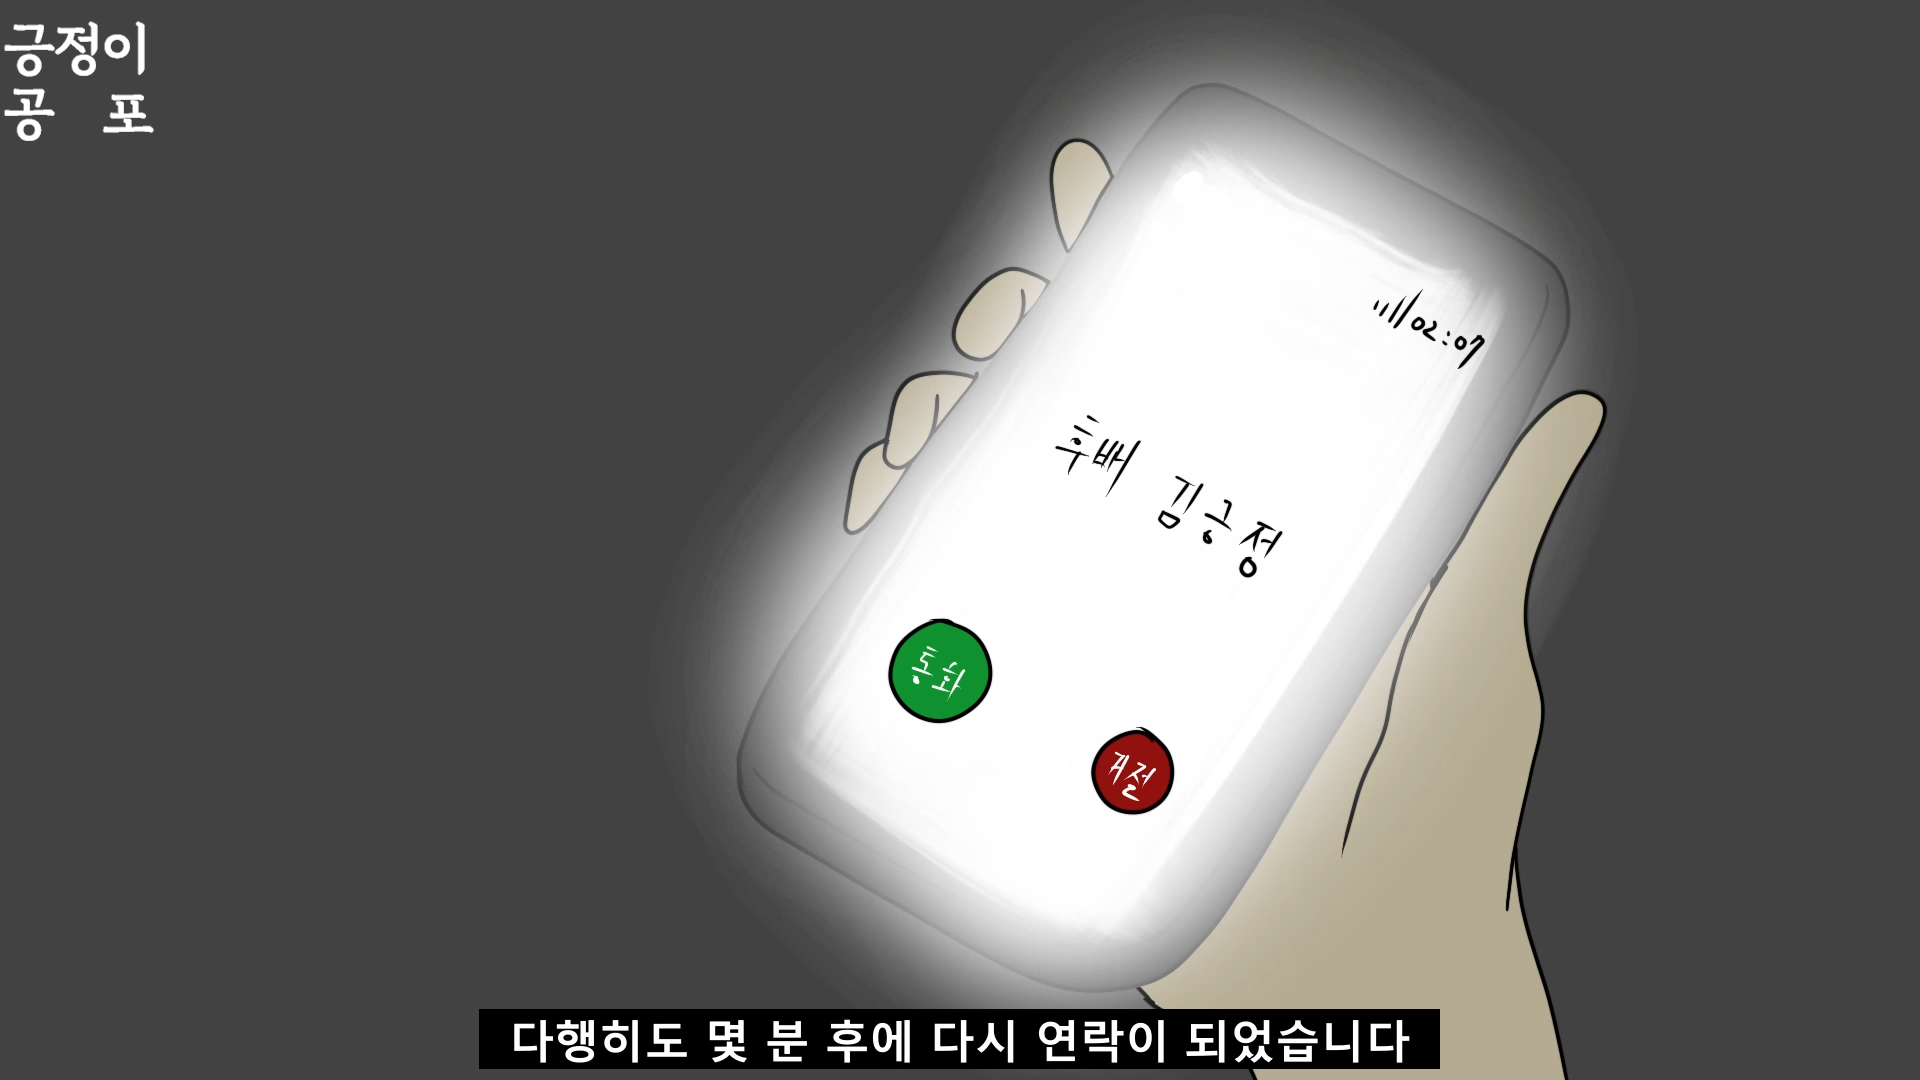 긍정이
공 포
02:07
후배 김긍정
통화
거절
다행히도 몇 분 후에 다시 연락이 되었습니다